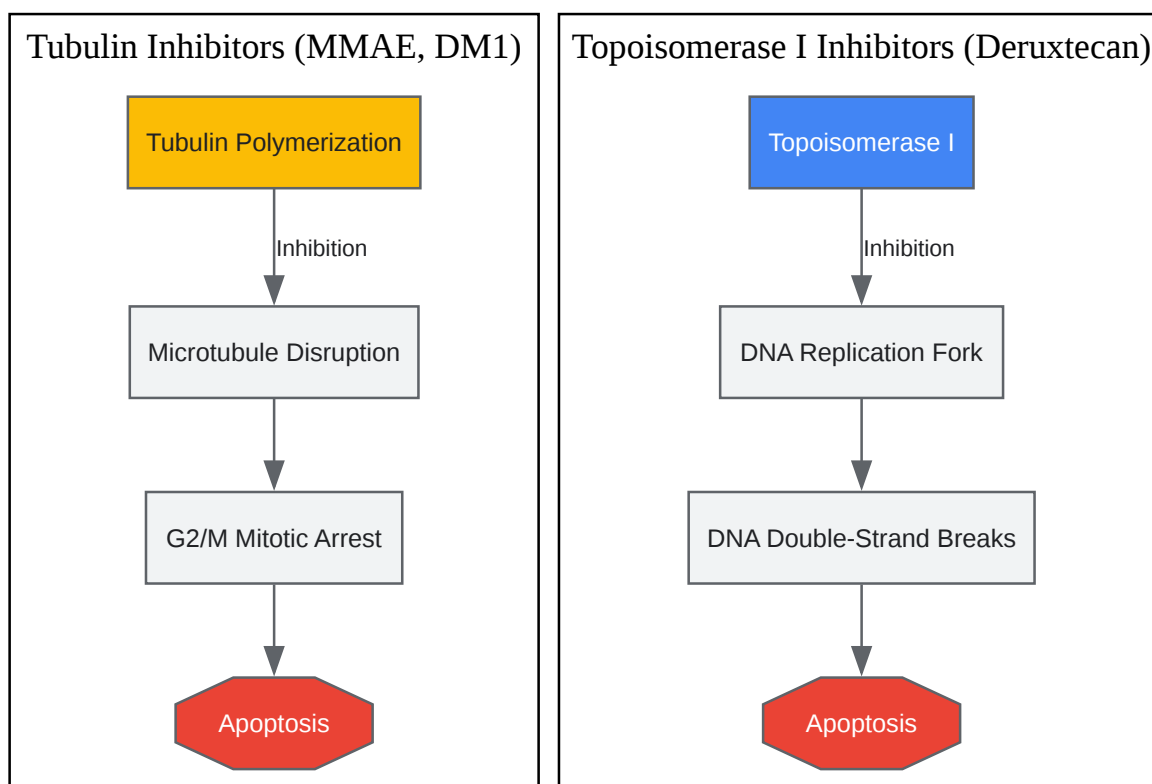 Tubulin Inhibitors (MMAE, DM1)
Tubulin Polymerization
Inhibition
Microtubule Disruption
G2/M Mitotic Arrest
Apoptosis
Topoisomerase I Inhibitors (Deruxtecan)
Topoisomerase I
Inhibition
DNA Replication Fork
DNA Double-Strand Breaks
Apoptosis